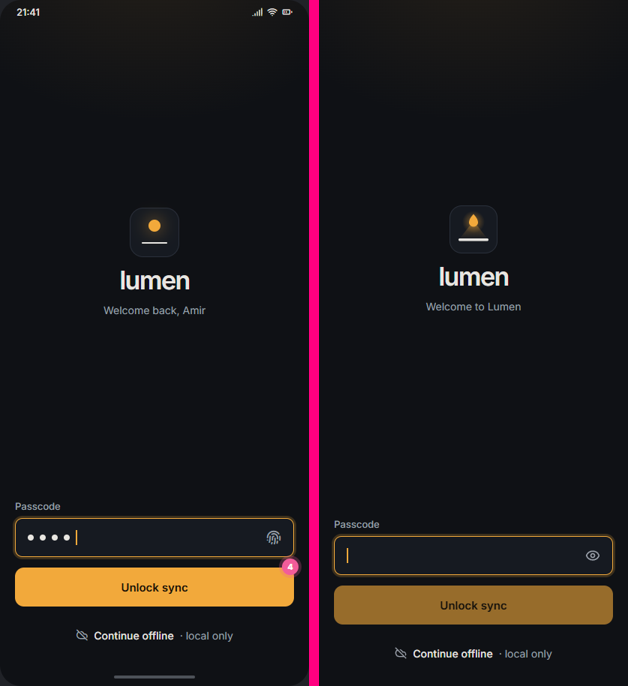 21:41
lumen
Welcome back, Amir
Passcode
4
Unlock sync
Continue offline · local only
lumen
Welcome to Lumen
Passcode
Unlock sync
Continue offline · local only